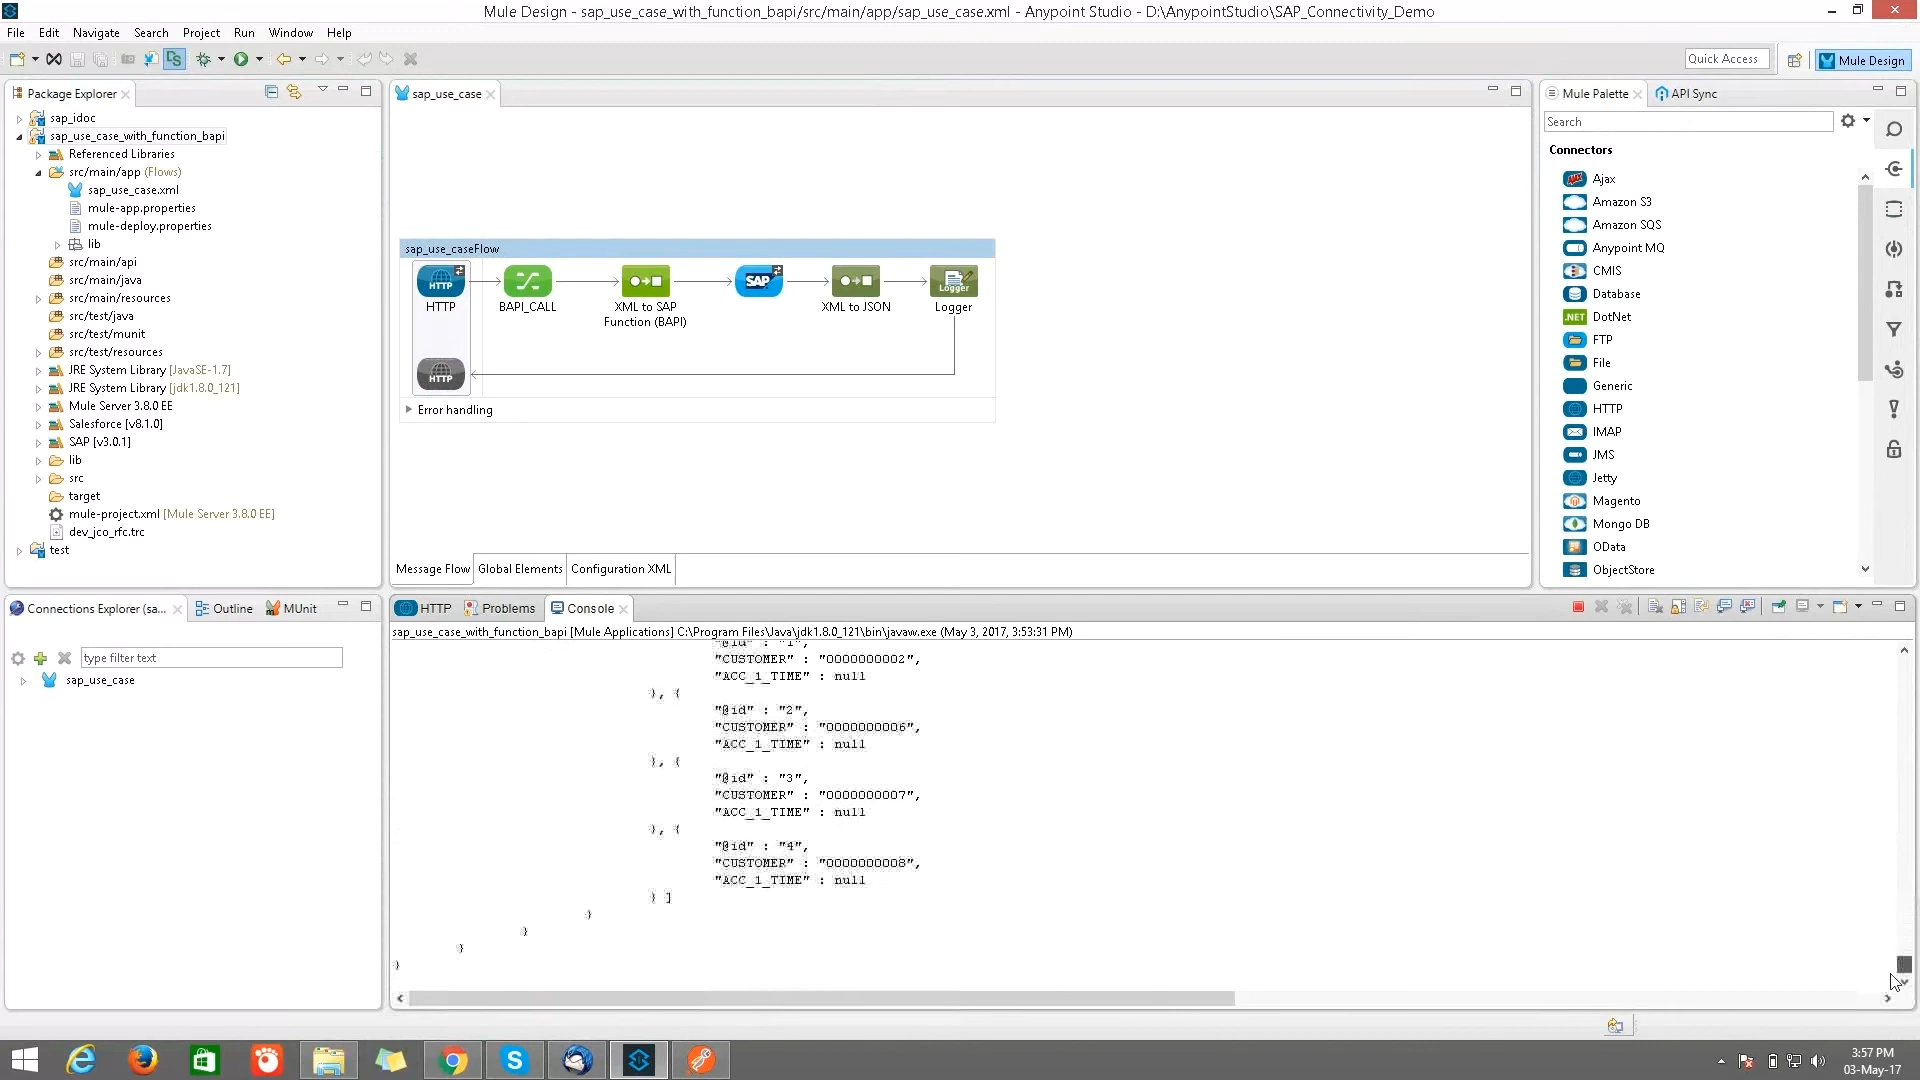 Mule Design - sap_use_case_with_function_bapi/src/main/app/sap_use_case.xml - Anypoint Studio - D:\AnypointStudio\SAP_Connectivity_Demo
File Edit Navigate Search Project Run Window Help
Quick Access
Mule Design
Package Explorer
sap_idoc
sap_use_case_with_function_bapi
Referenced Libraries
src/main/app (Flows)
sap_use_case.xml
mule-app.properties
mule-deploy.properties
lib
src/main/api
src/main/java
src/main/resources
src/test/java
src/test/munit
src/test/resources
JRE System Library [JavaSE-1.7]
JRE System Library [jdk1.8.0_121]
Mule Server 3.8.0 EE
Salesforce [v8.1.0]
SAP [v3.0.1]
lib
src
target
mule-project.xml [Mule Server 3.8.0 EE]
dev_jco_rfc.trc
test
sap_use_case
sap_use_caseFlow
HTTP
SAP
Logger
HTTP
BAPI_CALL
XML to SAP
Function (BAPI)
XML to JSON
Logger
HTTP
Error handling
Message Flow
Global Elements
Configuration XML
Mule Palette
API Sync
Search
Connectors
Ajax
Amazon S3
Amazon SQS
Anypoint MQ
CMIS
Database
.NET
DotNet
FTP
File
Generic
HTTP
IMAP
JMS
Jetty
Magento
Mongo DB
OData
ObjectStore
Connections Explorer (sa...
Outline
MUnit
type filter text
sap_use_case
HTTP
Problems
Console
sap_use_case_with_function_bapi [Mule Applications] C:\Program Files\Java\jdk1.8.0_121\bin\javaw.exe (May 3, 2017, 3:53:31 PM)
"@id" : "1",
"CUSTOMER" : "0000000002",
"ACC_1_TIME" : null
}, {
"@id" : "2",
"CUSTOMER" : "0000000006",
"ACC_1_TIME" : null
}, {
"@id" : "3",
"CUSTOMER" : "0000000007",
"ACC_1_TIME" : null
}, {
"@id" : "4",
"CUSTOMER" : "0000000008",
"ACC_1_TIME" : null
} ]
}
}
}
}
3:57 PM
03-May-17